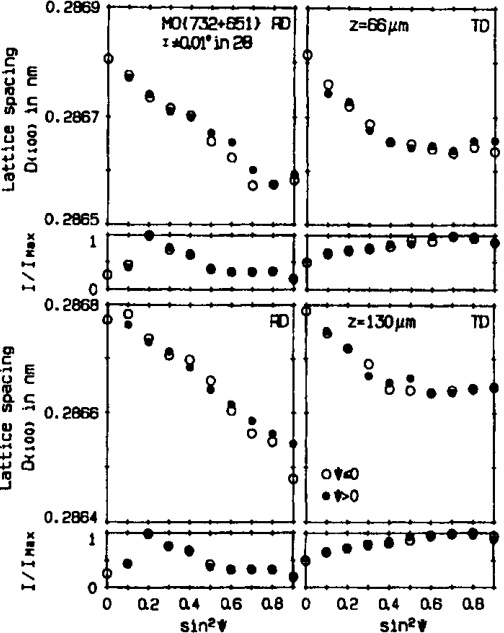 0.2869
MO{732+651} RD
z=66µm TD
I ±0.01° in 2θ
Lattice spacing
D(100) in nm
0.2867
0.2865
I/Imax
1
0
0.2868
RD
z=130µm TD
Lattice spacing
D(100) in nm
0.2866
○ Ψ≤0
● Ψ>0
0.2864
I/Imax
1
0
0 0.2 0.4 0.6 0.8 0 0.2 0.4 0.6 0.8
sin²Ψ sin²Ψ